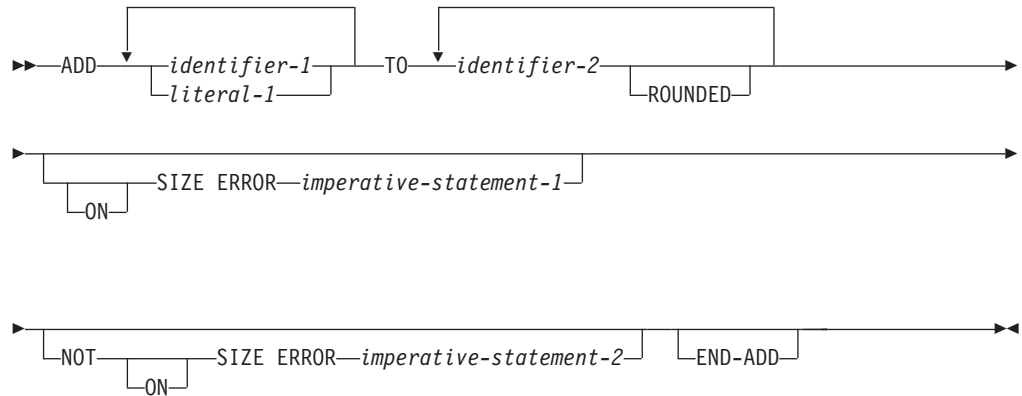 ADD identifier-1 TO identifier-2
literal-1 ROUNDED
SIZE ERROR imperative-statement-1
ON
NOT SIZE ERROR imperative-statement-2 END-ADD
ON